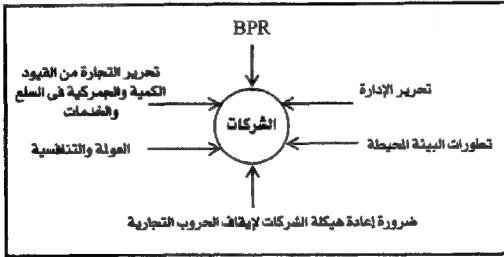 BPR
تحرير التجارة من القيود
الكمية والجمركية فى السلع
والخدمات
تحرير الإدارة
الشركات
العولة والتنافسية
تطورات البيئة المحيطة
ضرورة إعادة هيكلة الشركات لإيقاف الحروب التجارية